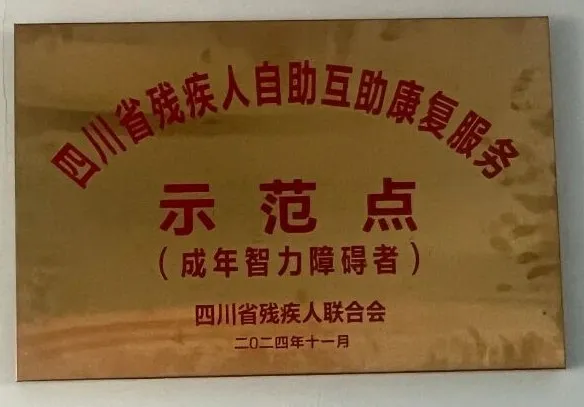 四川省残疾人自助互助康复服务
示范点
（成年智力障碍者）
四川省残疾人联合会
二〇二四年十一月